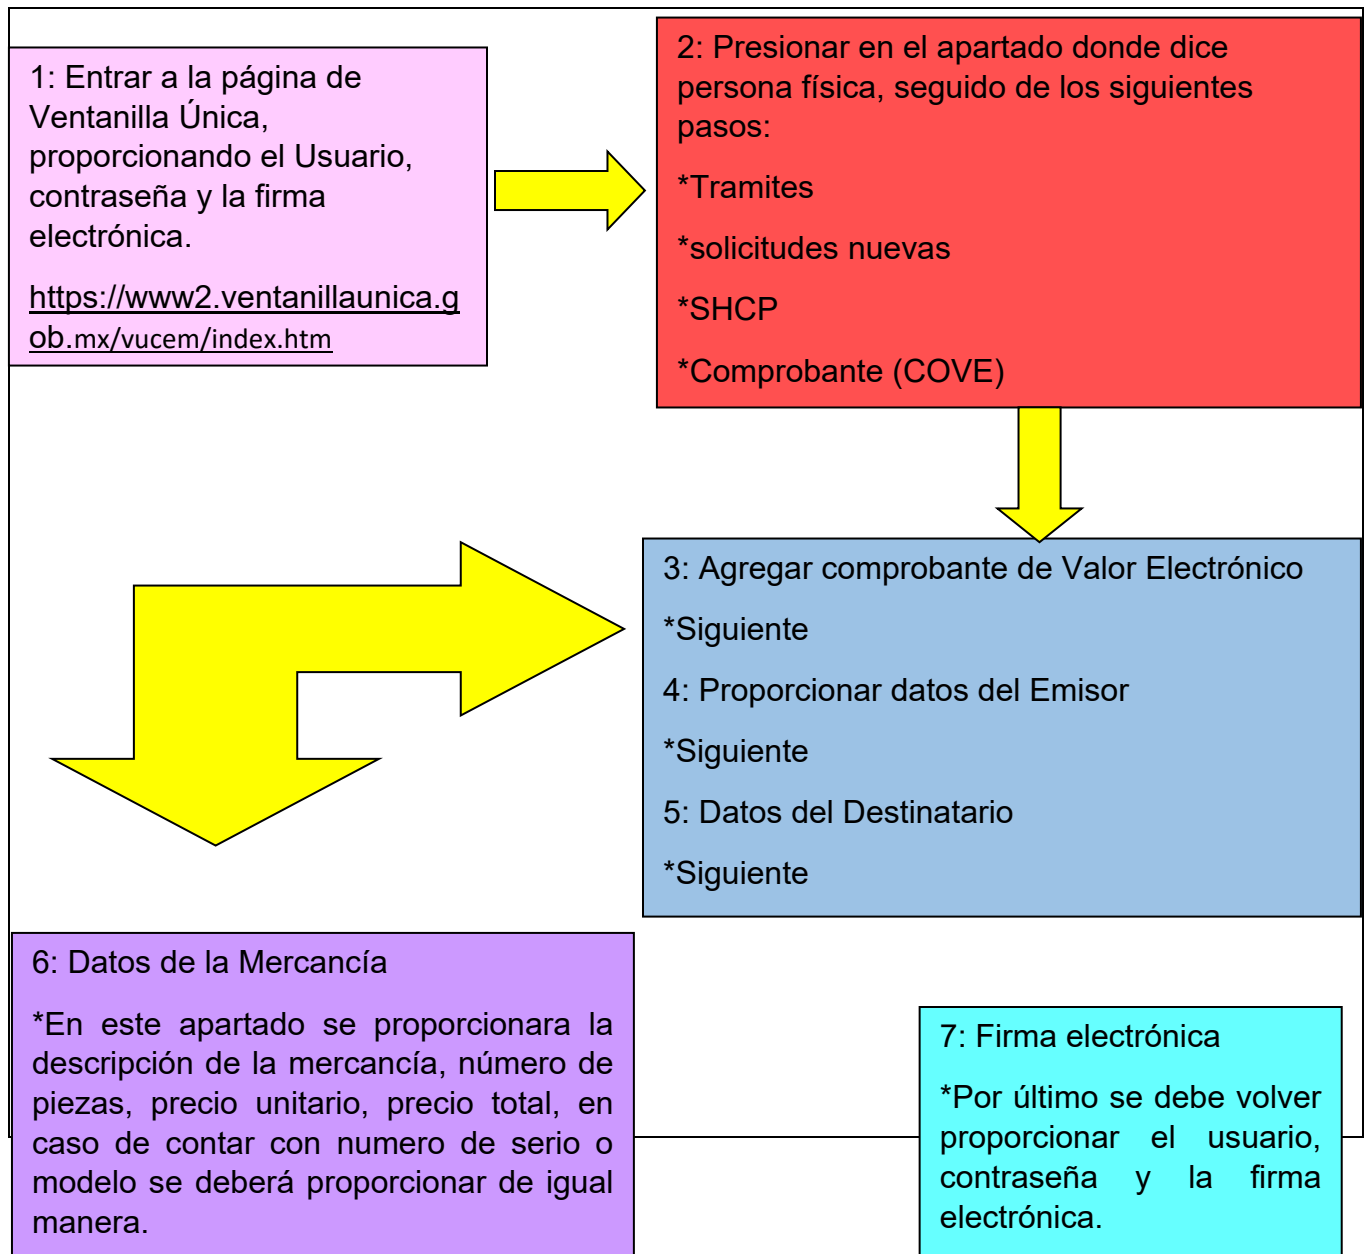 1: Entrar a la página de
Ventanilla Única,
proporcionando el Usuario,
contraseña y la firma
electrónica.
https://www2.ventanillaunica.g
ob.mx/vucem/index.htm
2: Presionar en el apartado donde dice
persona física, seguido de los siguientes
pasos:
*Tramites
*solicitudes nuevas
*SHCP
*Comprobante (COVE)
3: Agregar comprobante de Valor Electrónico
*Siguiente
4: Proporcionar datos del Emisor
*Siguiente
5: Datos del Destinatario
*Siguiente
6: Datos de la Mercancía
*En este apartado se proporcionara la
descripción de la mercancía, número de
piezas, precio unitario, precio total, en
caso de contar con numero de serio o
modelo se deberá proporcionar de igual
manera.
7: Firma electrónica
*Por último se debe volver
proporcionar el usuario,
contraseña y la firma
electrónica.